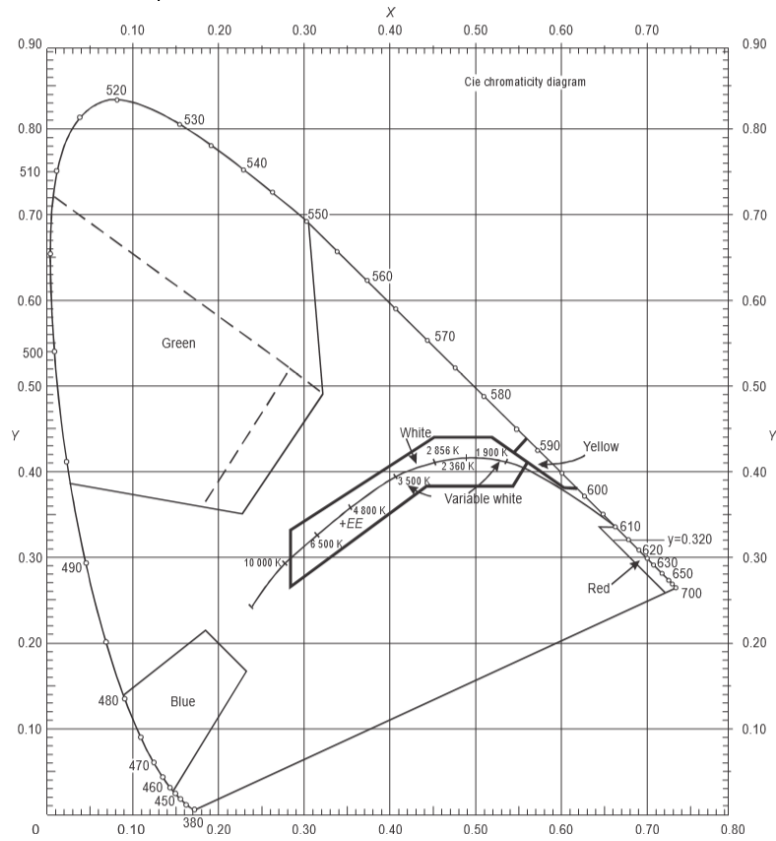 X
0.10 0.20 0.30 0.40 0.50 0.60 0.70
0.90 0.90
Cie chromaticity diagram
520
530
0.80 0.80
540
510
0.70 550 0.70
560
0.60 0.60
570
Green
500
0.50 580 0.50
Y White 590 Yellow Y
2 856 K 1 900 K
0.40 2 360 K 0.40
3 500 K 600
Variable white
4 800 K
+EE 610
6 500 K y=0.320
0.30 10 000 K 620 0.30
490 630
650
Red 700
0.20 0.20
480 Blue
0.10 0.10
470
460
450
380
0 0.10 0.20 0.30 0.40 0.50 0.60 0.70 0.80